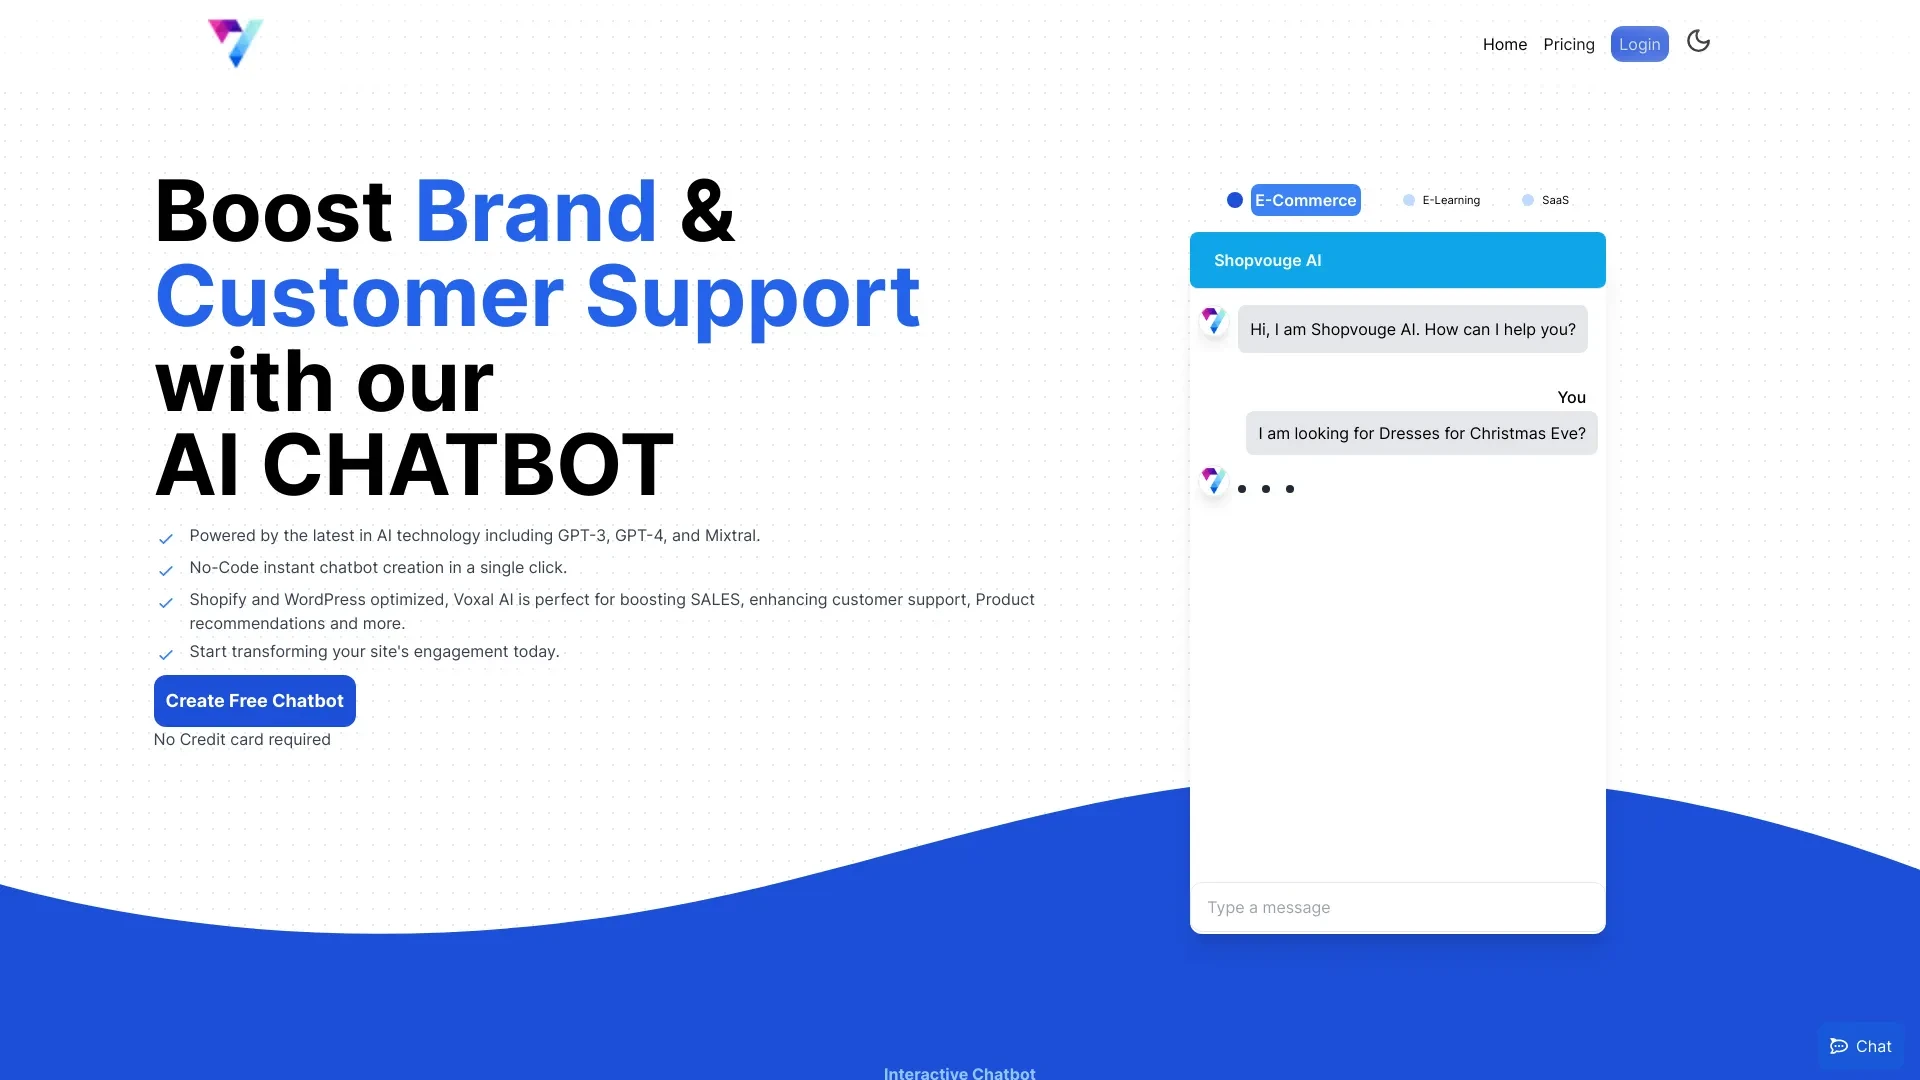 Home Pricing Login
Boost Brand &
Customer Support
with our
AI CHATBOT
Powered by the latest in AI technology including GPT-3, GPT-4, and Mixtral.
No-Code instant chatbot creation in a single click.
Shopify and WordPress optimized, Voxal AI is perfect for boosting SALES, enhancing customer support, Product
recommendations and more.
Start transforming your site's engagement today.
Create Free Chatbot
No Credit card required
E-Commerce E-Learning SaaS
Shopvouge AI
Hi, I am Shopvouge AI. How can I help you?
You
I am looking for Dresses for Christmas Eve?
Type a message
Interactive Chatbot
Chat